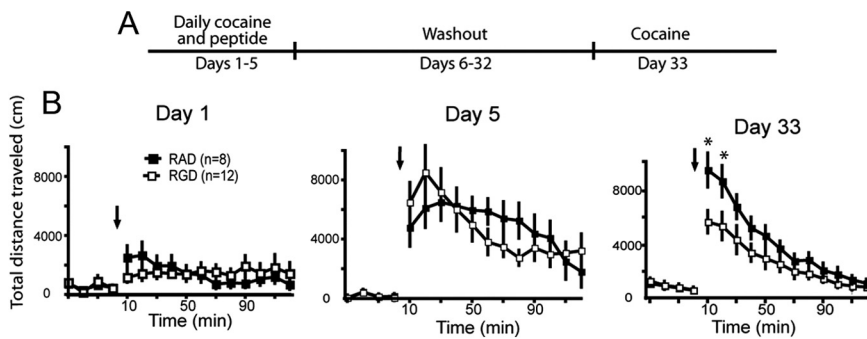 A
Daily cocaine
and peptide
Washout
Cocaine
Days 1-5
Days 6-32
Day 33
B
Day 1
Day 5
Day 33
Total distance traveled (cm)
8000
4000
0
RAD (n=8)
RGD (n=12)
10
50
90
Time (min)
8000
4000
0
10
50
90
Time (min)
8000
4000
0
* *
10
50
90
Time (min)